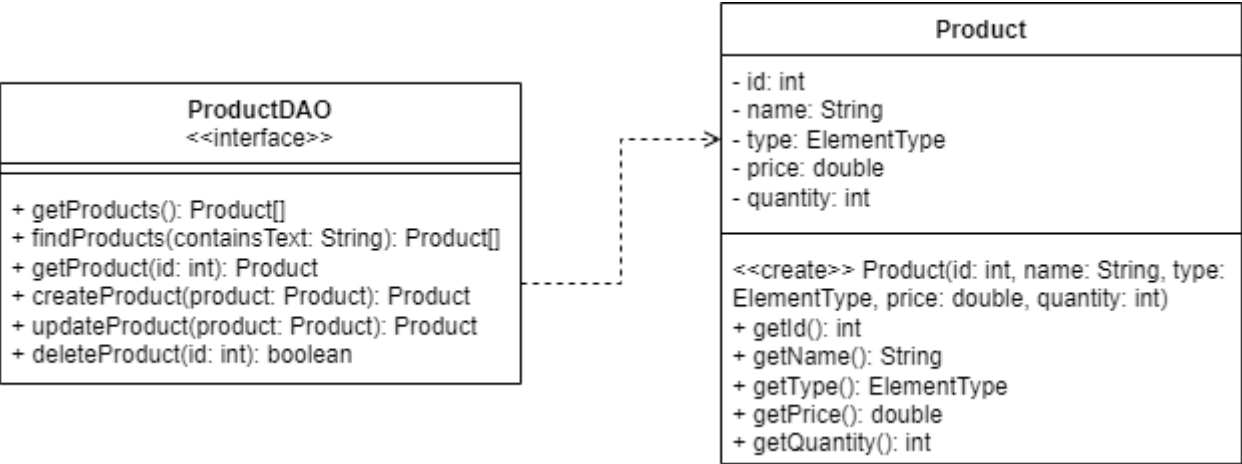 ProductDAO
<<interface>>
+ getProducts(): Product[]
+ findProducts(containsText: String): Product[]
+ getProduct(id: int): Product
+ createProduct(product: Product): Product
+ updateProduct(product: Product): Product
+ deleteProduct(id: int): boolean
Product
- id: int
- name: String
- type: ElementType
- price: double
- quantity: int
<<create>> Product(id: int, name: String, type:
ElementType, price: double, quantity: int)
+ getId(): int
+ getName(): String
+ getType(): ElementType
+ getPrice(): double
+ getQuantity(): int